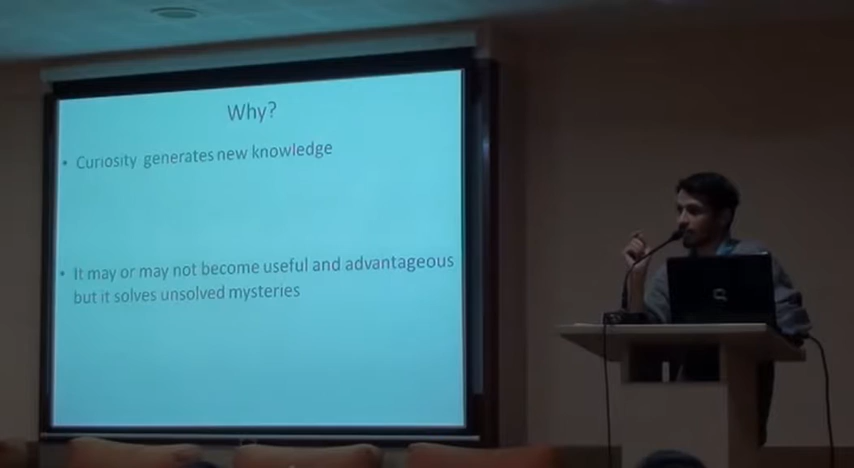 Why?
• Curiosity generates new knowledge
• It may or may not become useful and advantageous
but it solves unsolved mysteries